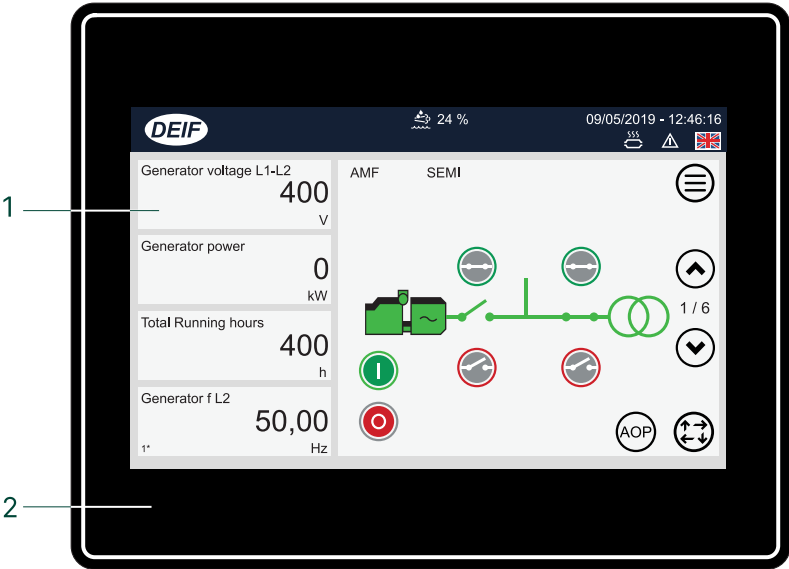 DEIF
24 %
09/05/2019 - 12:46:16
1
Generator voltage L1-L2
400
V
Generator power
0
kW
Total Running hours
400
h
Generator f L2
50,00
1*
Hz
AMF SEMI
1 / 6
I
O
AOP
2